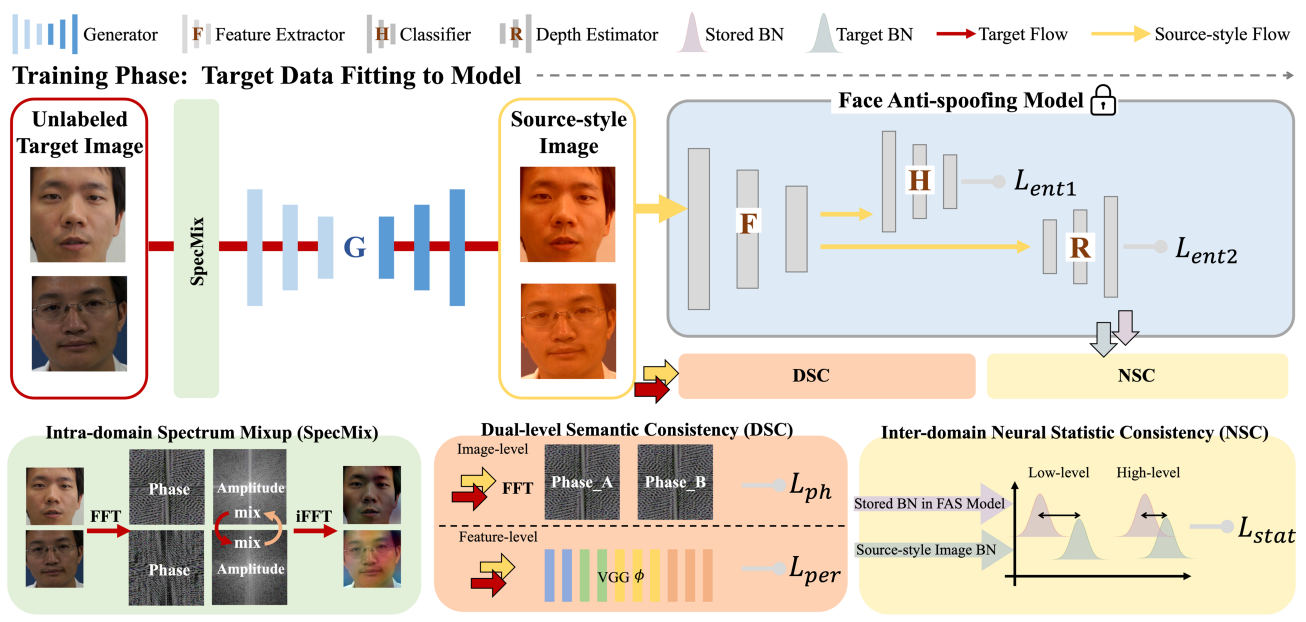 Generator
F Feature Extractor
H Classifier
R Depth Estimator
Stored BN
Target BN
Target Flow
Source-style Flow
Training Phase: Target Data Fitting to Model
Unlabeled
Target Image
SpecMix
G
Source-style
Image
Face Anti-spoofing Model
F
H
L_{ent1}
R
L_{ent2}
DSC
NSC
Intra-domain Spectrum Mixup (SpecMix)
FFT
Phase
Amplitude
mix
iFFT
Phase
mix
Amplitude
Dual-level Semantic Consistency (DSC)
Image-level
FFT
Phase_A
Phase_B
L_{ph}
Feature-level
VGG ϕ
L_{per}
Inter-domain Neural Statistic Consistency (NSC)
Low-level
High-level
Stored BN in FAS Model
Source-style Image BN
L_{stat}